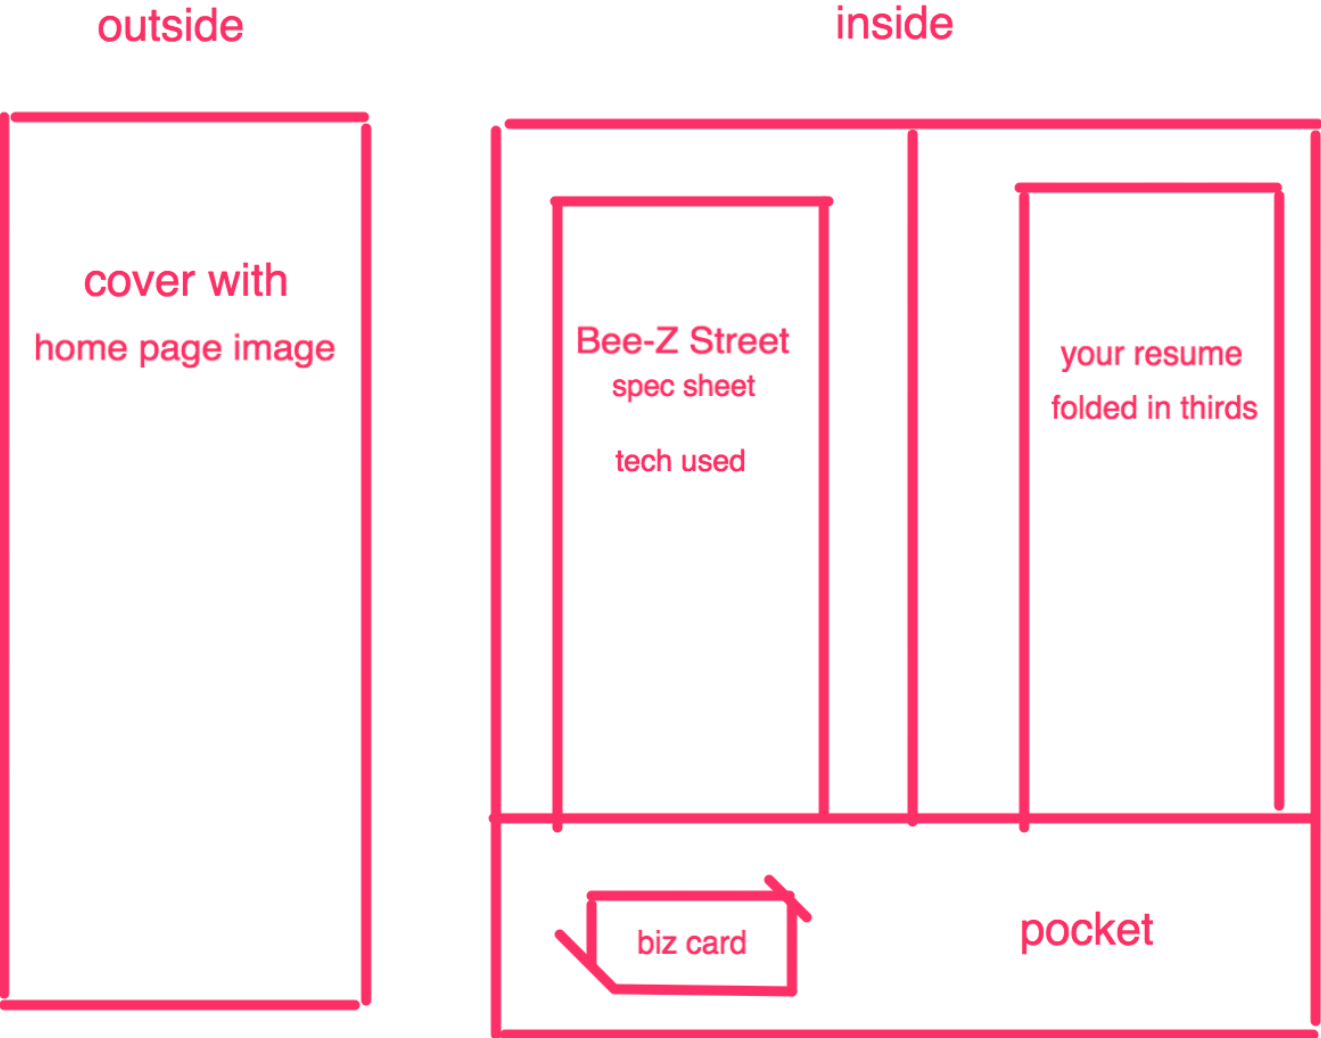 outside
inside
cover with
home page image
Bee-Z Street
spec sheet
tech used
your resume
folded in thirds
biz card
pocket